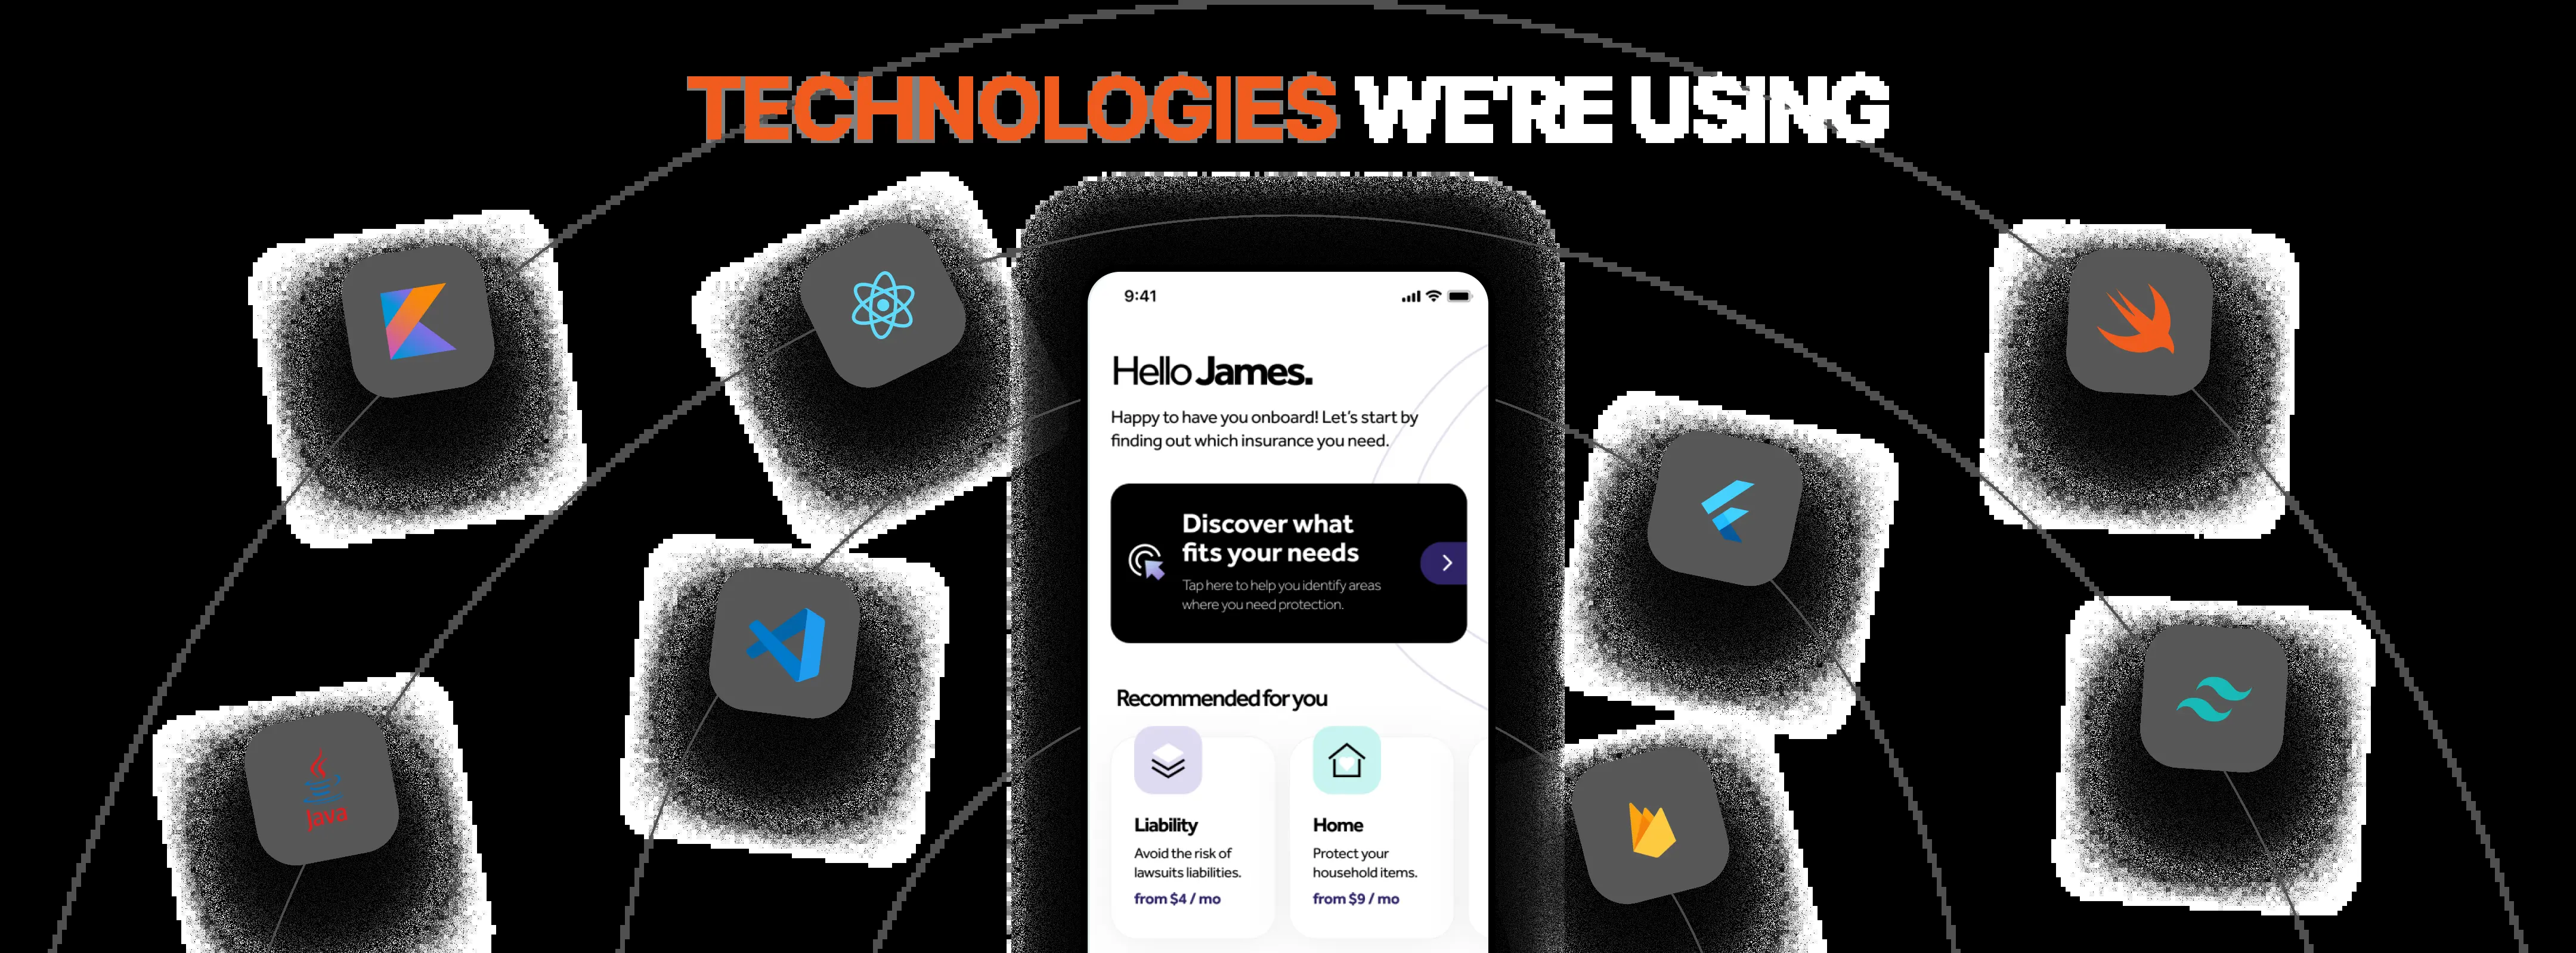 TECHNOLOGIES WE'RE USING
9:41
Hello James.
Happy to have you onboard! Let's start by
finding out which insurance you need.
Discover what
fits your needs
Tap here to help you identify areas
where you need protection.
Recommended for you
Liability
Avoid the risk of
lawsuits liabilities.
from $4 / mo
Home
Protect your
household items.
from $9 / mo
Java